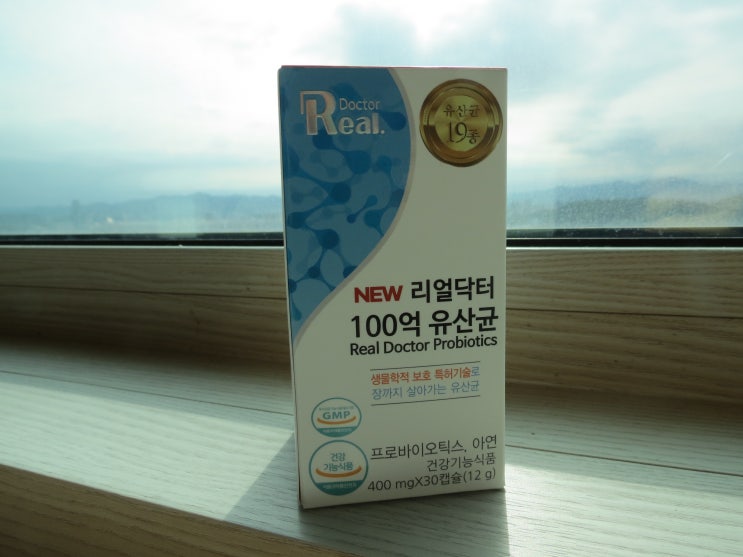 Doctor
Real.
유산균
19종
NEW 리얼닥터
100억 유산균
Real Doctor Probiotics
생물학적 보호 특허기술로
장까지 살아가는 유산균
GMP
건강
기능식품
프로바이오틱스, 아연
건강기능식품
400 mgX30캡슐(12 g)